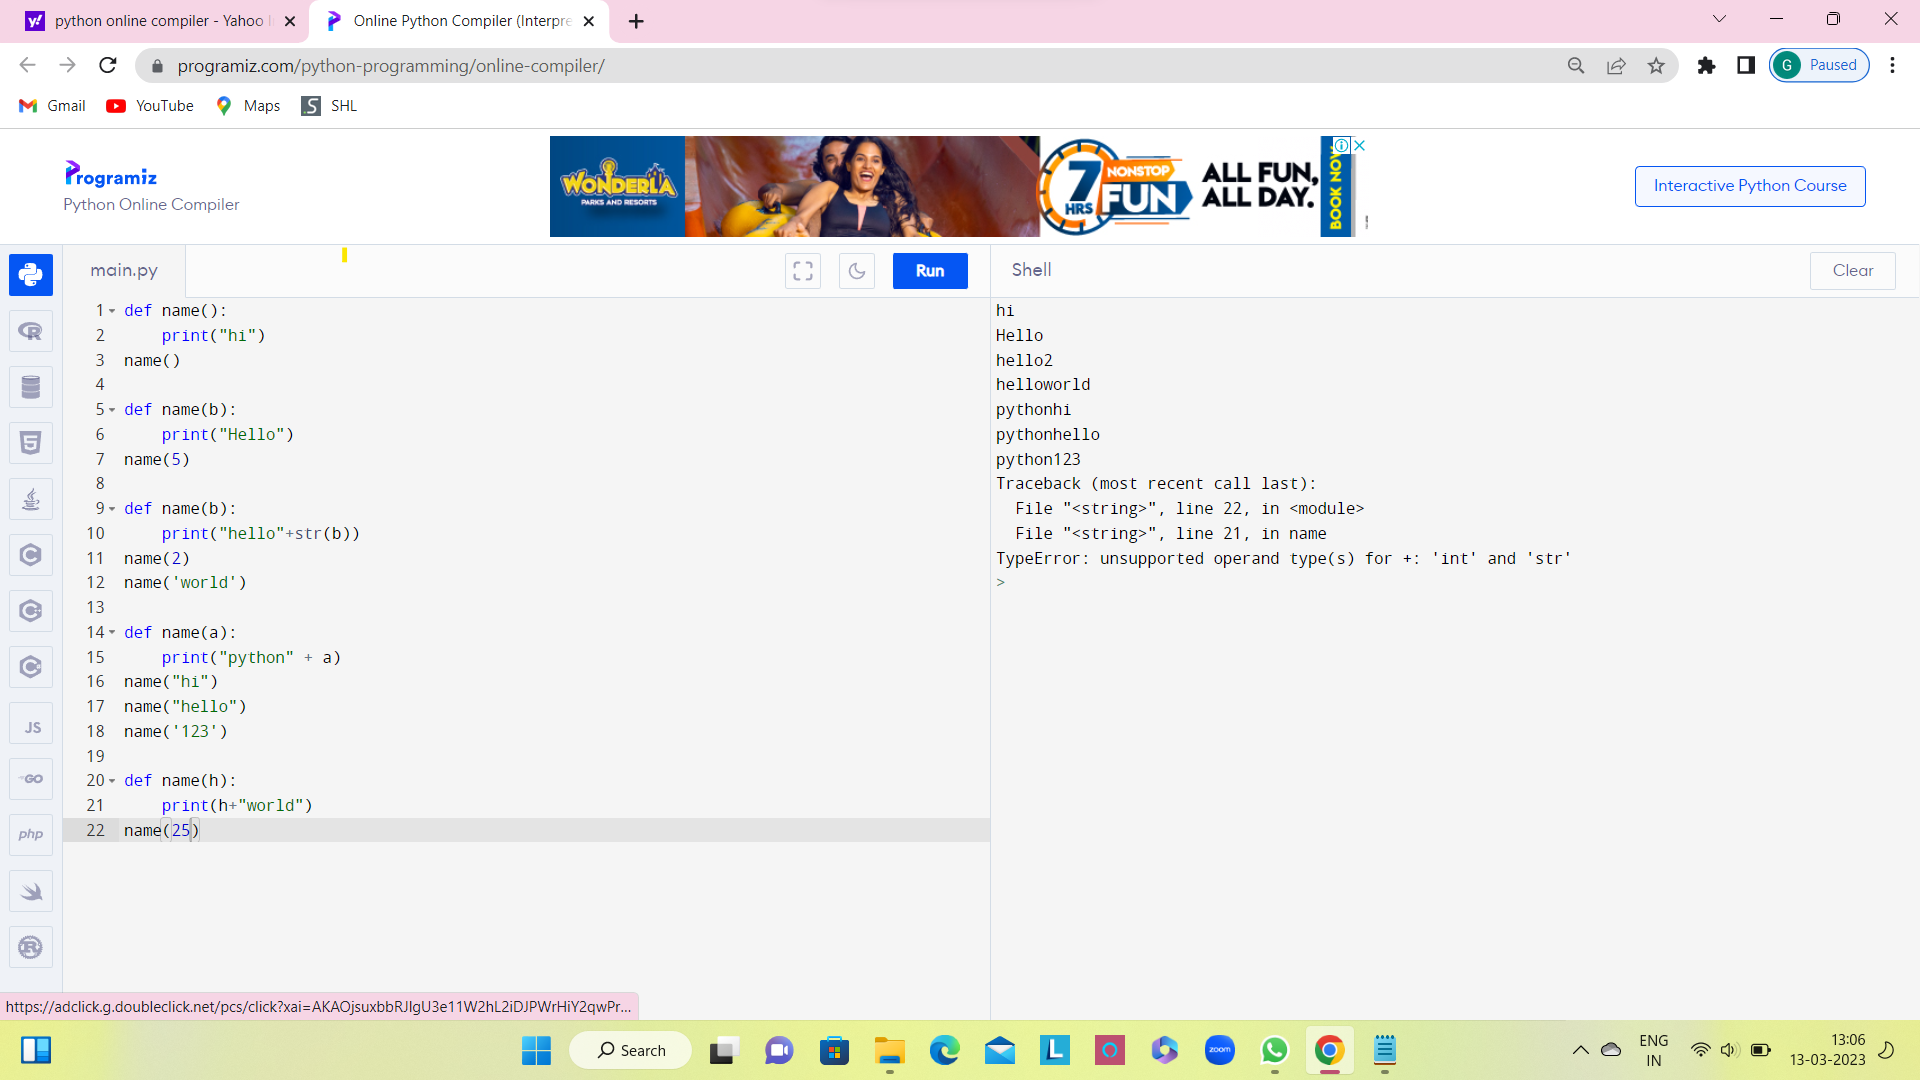 python online compiler - Yahoo I
Online Python Compiler (Interpre
programiz.com/python-programming/online-compiler/
G Paused
Gmail YouTube Maps SHL
Programiz
Python Online Compiler
WONDERLA
PARKS AND RESORTS
7 HRS NONSTOP FUN
ALL FUN,
ALL DAY.
BOOK NOW
Interactive Python Course
main.py
Run
1 def name():
2     print("hi")
3 name()
4
5 def name(b):
6     print("Hello")
7 name(5)
8
9 def name(b):
10     print("hello"+str(b))
11 name(2)
12 name('world')
13
14 def name(a):
15     print("python" + a)
16 name("hi")
17 name("hello")
18 name('123')
19
20 def name(h):
21     print(h+"world")
22 name(25)
Shell
Clear
hi
Hello
hello2
helloworld
pythonhi
pythonhello
python123
Traceback (most recent call last):
  File "<string>", line 22, in <module>
  File "<string>", line 21, in name
TypeError: unsupported operand type(s) for +: 'int' and 'str'
>
JS
GO
php
https://adclick.g.doubleclick.net/pcs/click?xai=AKAOjsuxbbRJlgU3e11W2hL2iDJPWrHiY2qwPr...
Search
zoom
ENG
IN
13:06
13-03-2023